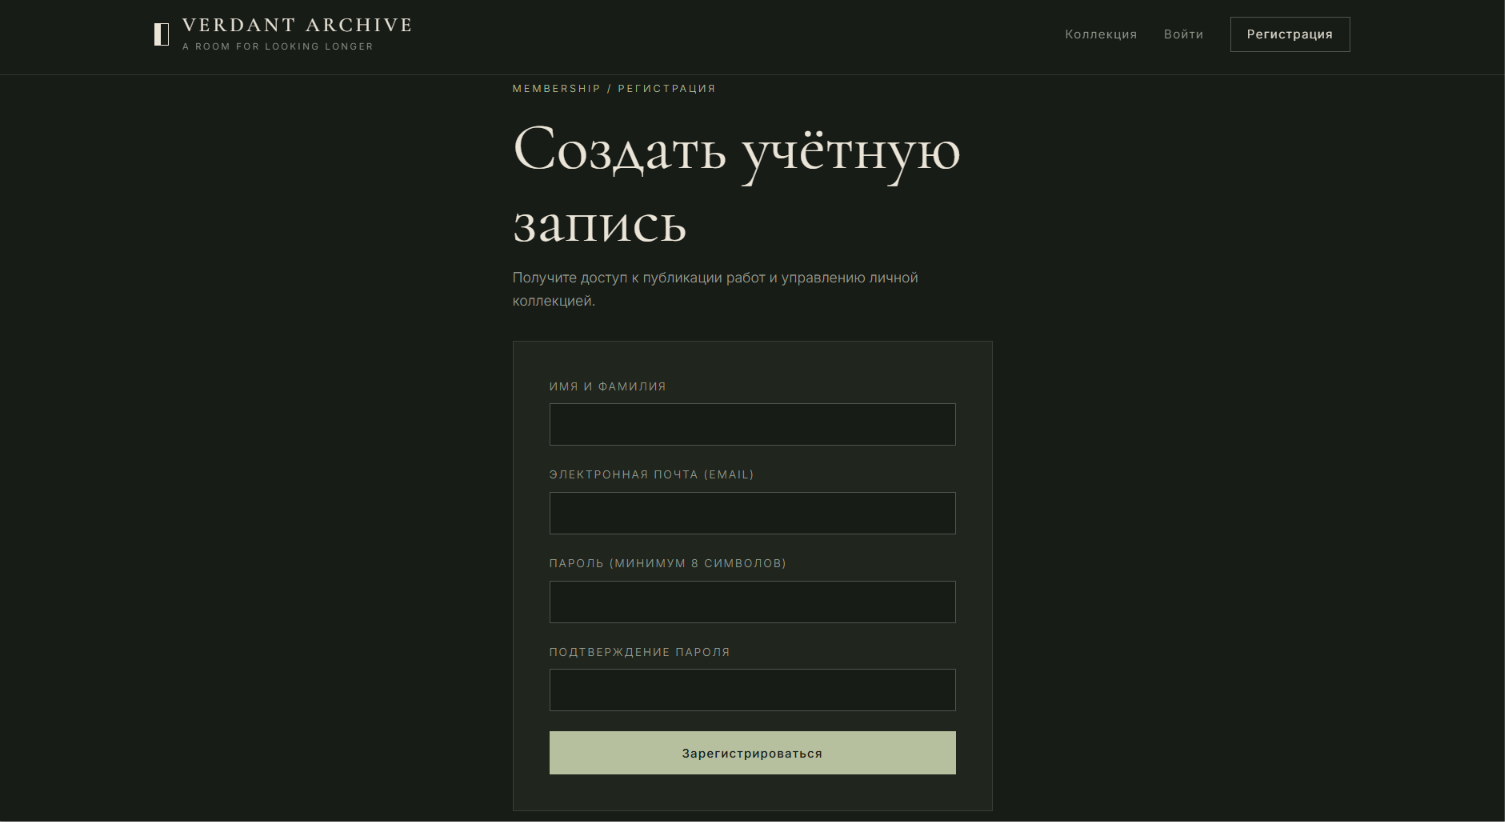 VERDANT ARCHIVE
A ROOM FOR LOOKING LONGER
Коллекция
Войти
Регистрация
MEMBERSHIP / РЕГИСТРАЦИЯ
Создать учётную
запись
Получите доступ к публикации работ и управлению личной
коллекцией.
ИМЯ И ФАМИЛИЯ
ЭЛЕКТРОННАЯ ПОЧТА (EMAIL)
ПАРОЛЬ (МИНИМУМ 8 СИМВОЛОВ)
ПОДТВЕРЖДЕНИЕ ПАРОЛЯ
Зарегистрироваться